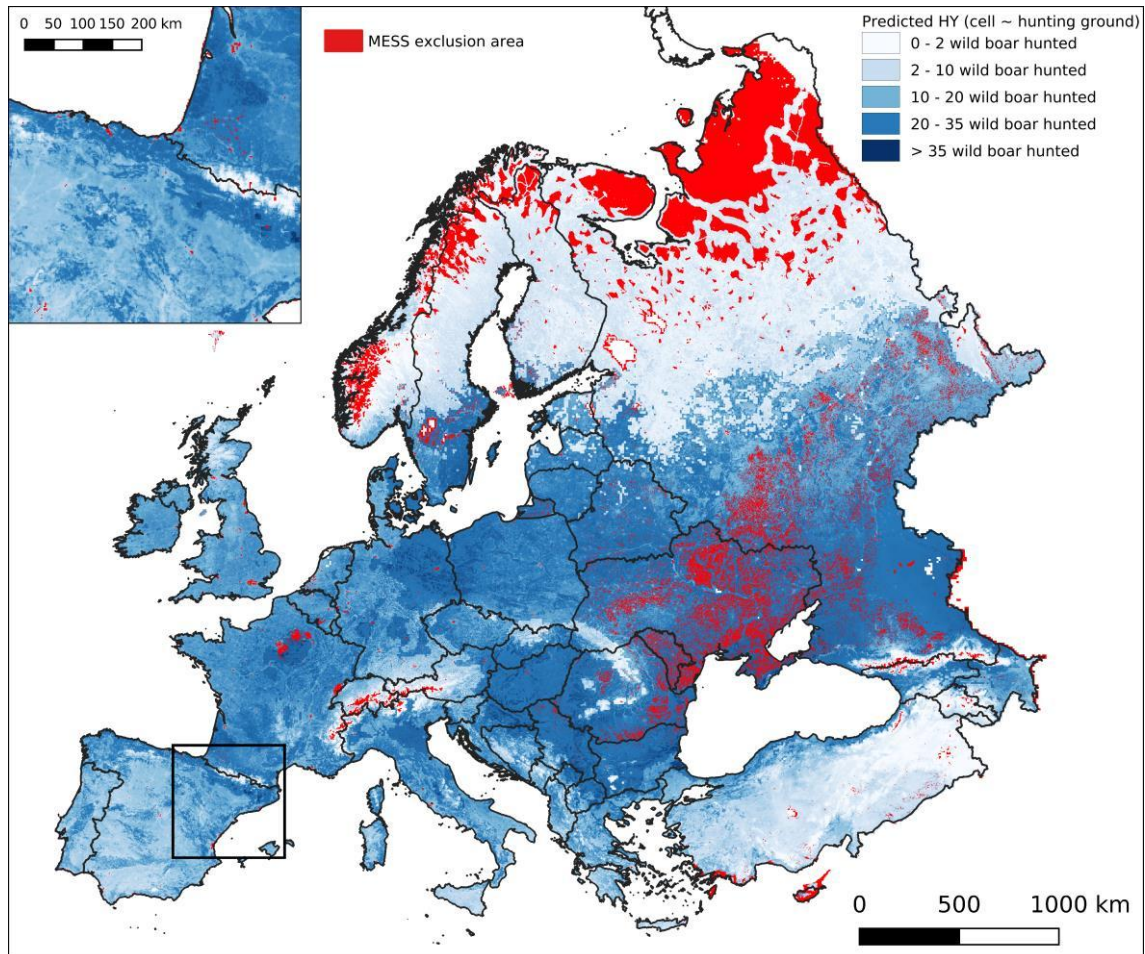 0 50 100 150 200 km
MESS exclusion area
Predicted HY (cell ~ hunting ground)
0 - 2 wild boar hunted
2 - 10 wild boar hunted
10 - 20 wild boar hunted
20 - 35 wild boar hunted
> 35 wild boar hunted
0 500 1000 km